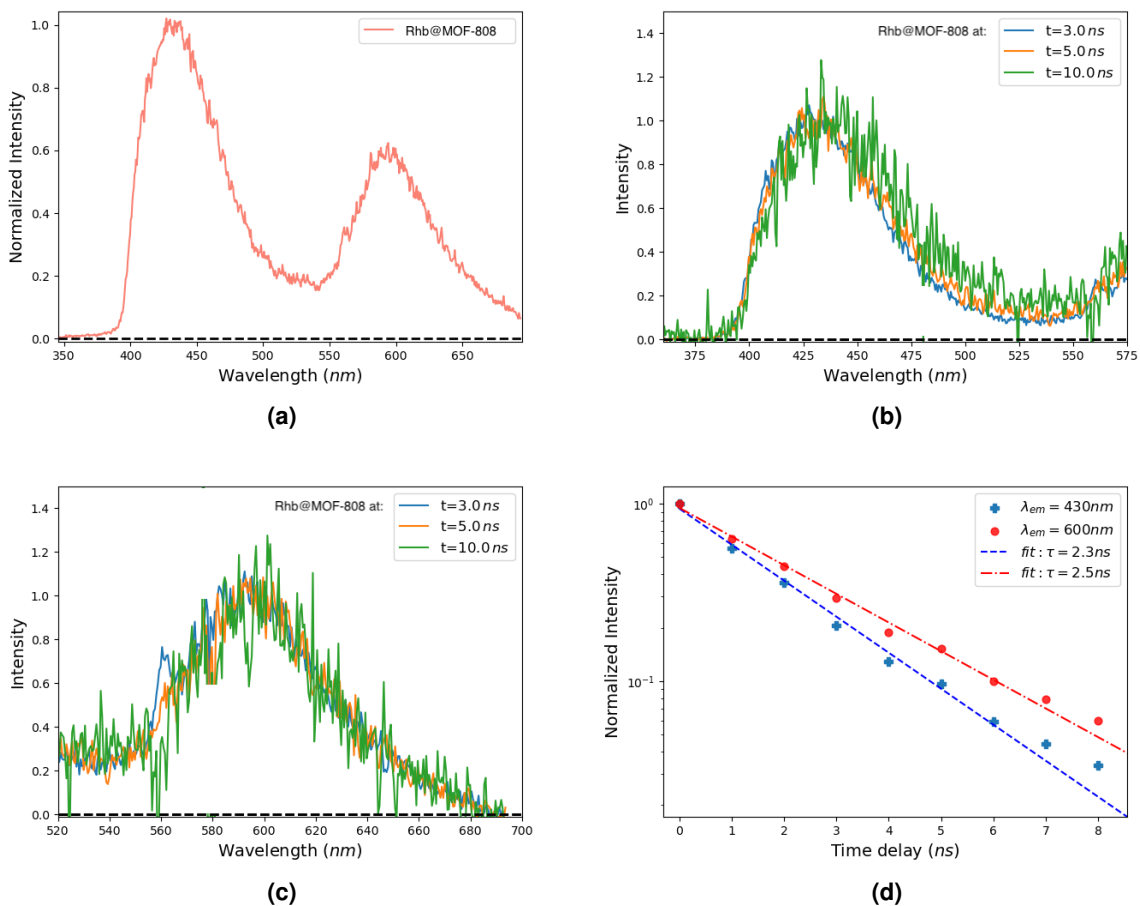 1.0
0.8
0.6
0.4
0.2
0.0
Normalized Intensity
350 400 450 500 550 600 650
Wavelength (nm)
Rhb@MOF-808
(a)
1.4
1.2
1.0
0.8
0.6
0.4
0.2
0.0
Intensity
375 400 425 450 475 500 525 550 575
Wavelength (nm)
Rhb@MOF-808 at:
t=3.0 ns
t=5.0 ns
t=10.0 ns
(b)
1.4
1.2
1.0
0.8
0.6
0.4
0.2
0.0
Intensity
520 540 560 580 600 620 640 660 680 700
Wavelength (nm)
Rhb@MOF-808 at:
t=3.0 ns
t=5.0 ns
t=10.0 ns
(c)
10⁰
10⁻¹
Normalized Intensity
0 1 2 3 4 5 6 7 8
Time delay (ns)
λem = 430nm
λem = 600nm
fit : τ = 2.3ns
fit : τ = 2.5ns
(d)